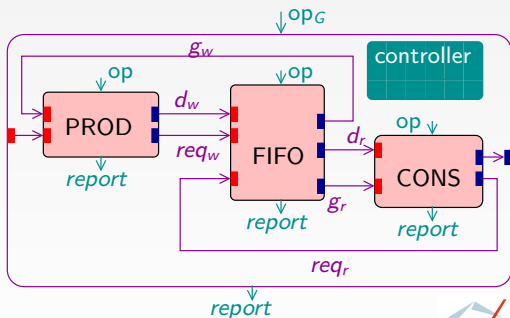 op_G
g_w
controller
op
op
d_w
PROD
req_w
FIFO
d_r
op
CONS
g_r
report
report
report
req_r
report